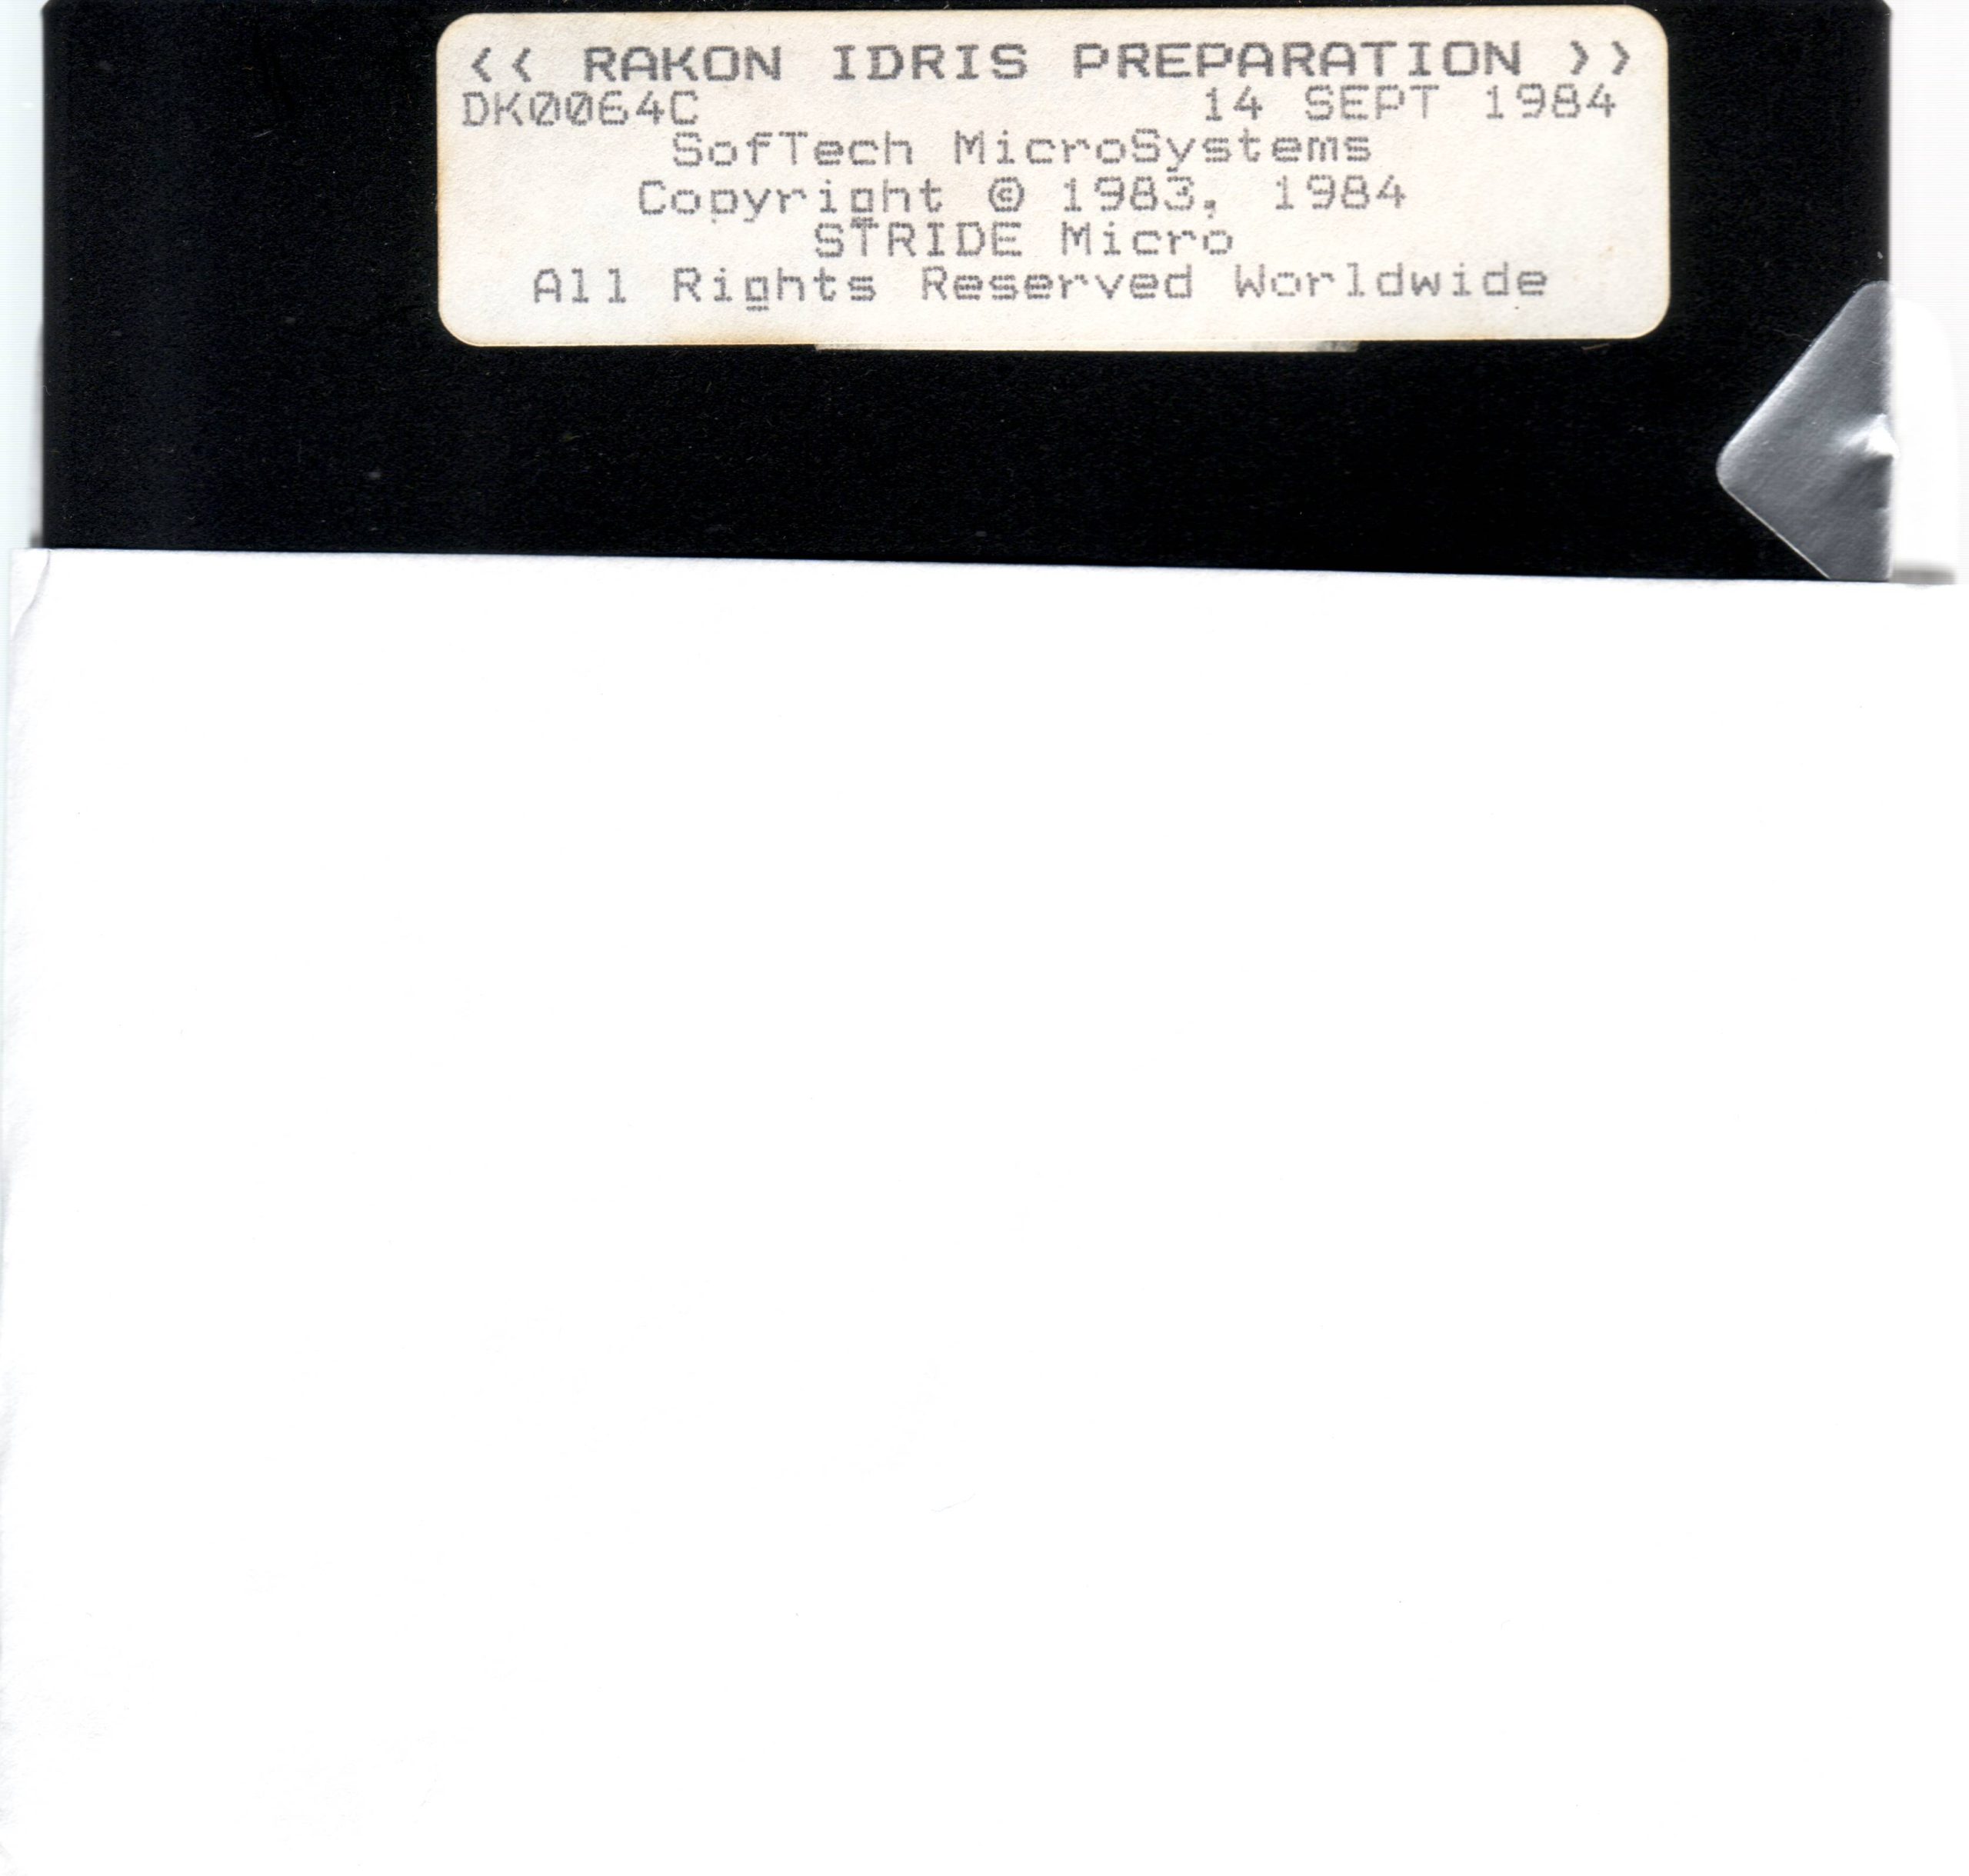 << RAKON IDRIS PREPARATION >>
DK0064C 14 SEPT 1984
SofTech MicroSystems
Copyright © 1983, 1984
STRIDE Micro
All Rights Reserved Worldwide